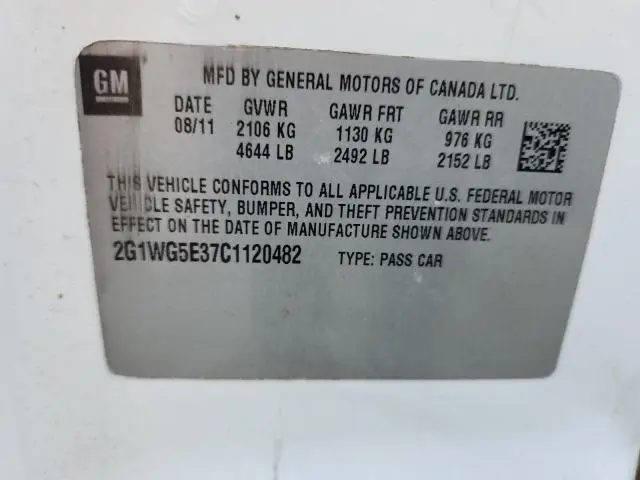 GM
MFD BY GENERAL MOTORS OF CANADA LTD.
DATE GVWR GAWR FRT GAWR RR
08/11 2106 KG 1130 KG 976 KG
4644 LB 2492 LB 2152 LB
THIS VEHICLE CONFORMS TO ALL APPLICABLE U.S. FEDERAL MOTOR
VEHICLE SAFETY, BUMPER, AND THEFT PREVENTION STANDARDS IN
EFFECT ON THE DATE OF MANUFACTURE SHOWN ABOVE.
2G1WG5E37C1120482 TYPE: PASS CAR